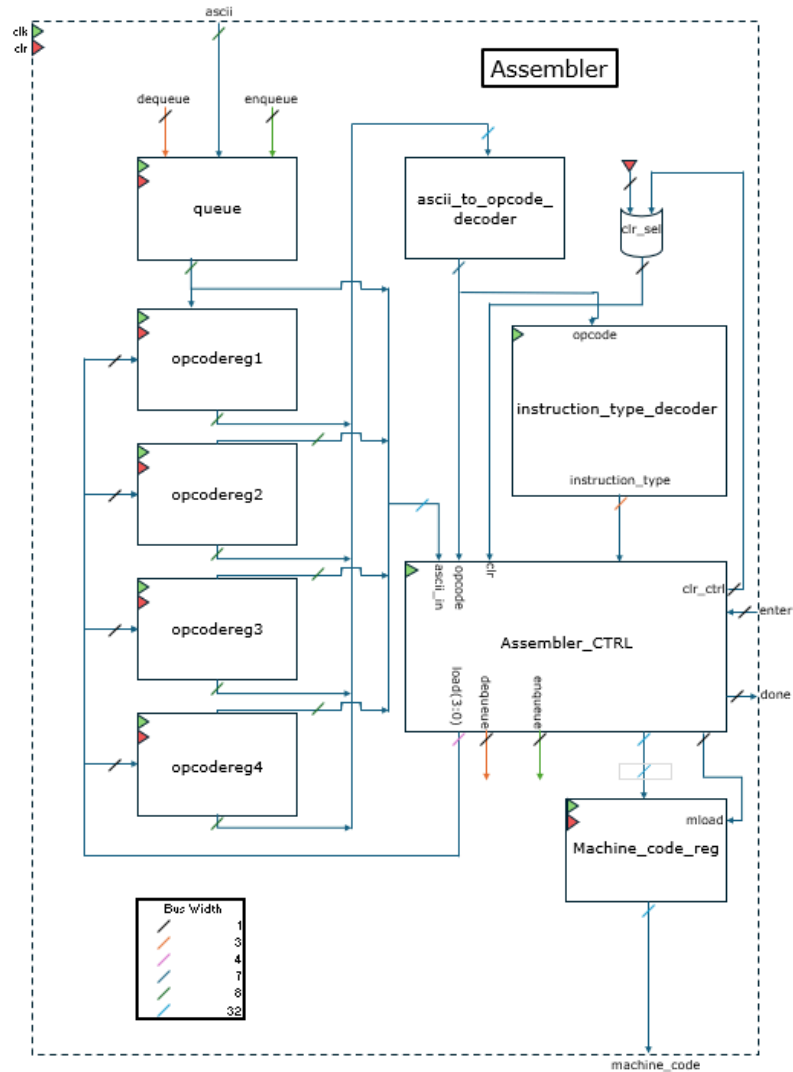 ascii
clk
clr
Assembler
dequeue
enqueue
queue
ascii_to_opcode_
decoder
clr_sel
opcodereg1
opcode
instruction_type_decoder
instruction_type
opcodereg2
opcodereg3
ascii_in
opcode
clr
clr_ctrl
enter
Assembler_CTRL
load(3:0)
dequeue
enqueue
done
opcodereg4
mload
Machine_code_reg
Bus Width
1
3
4
7
8
32
machine_code